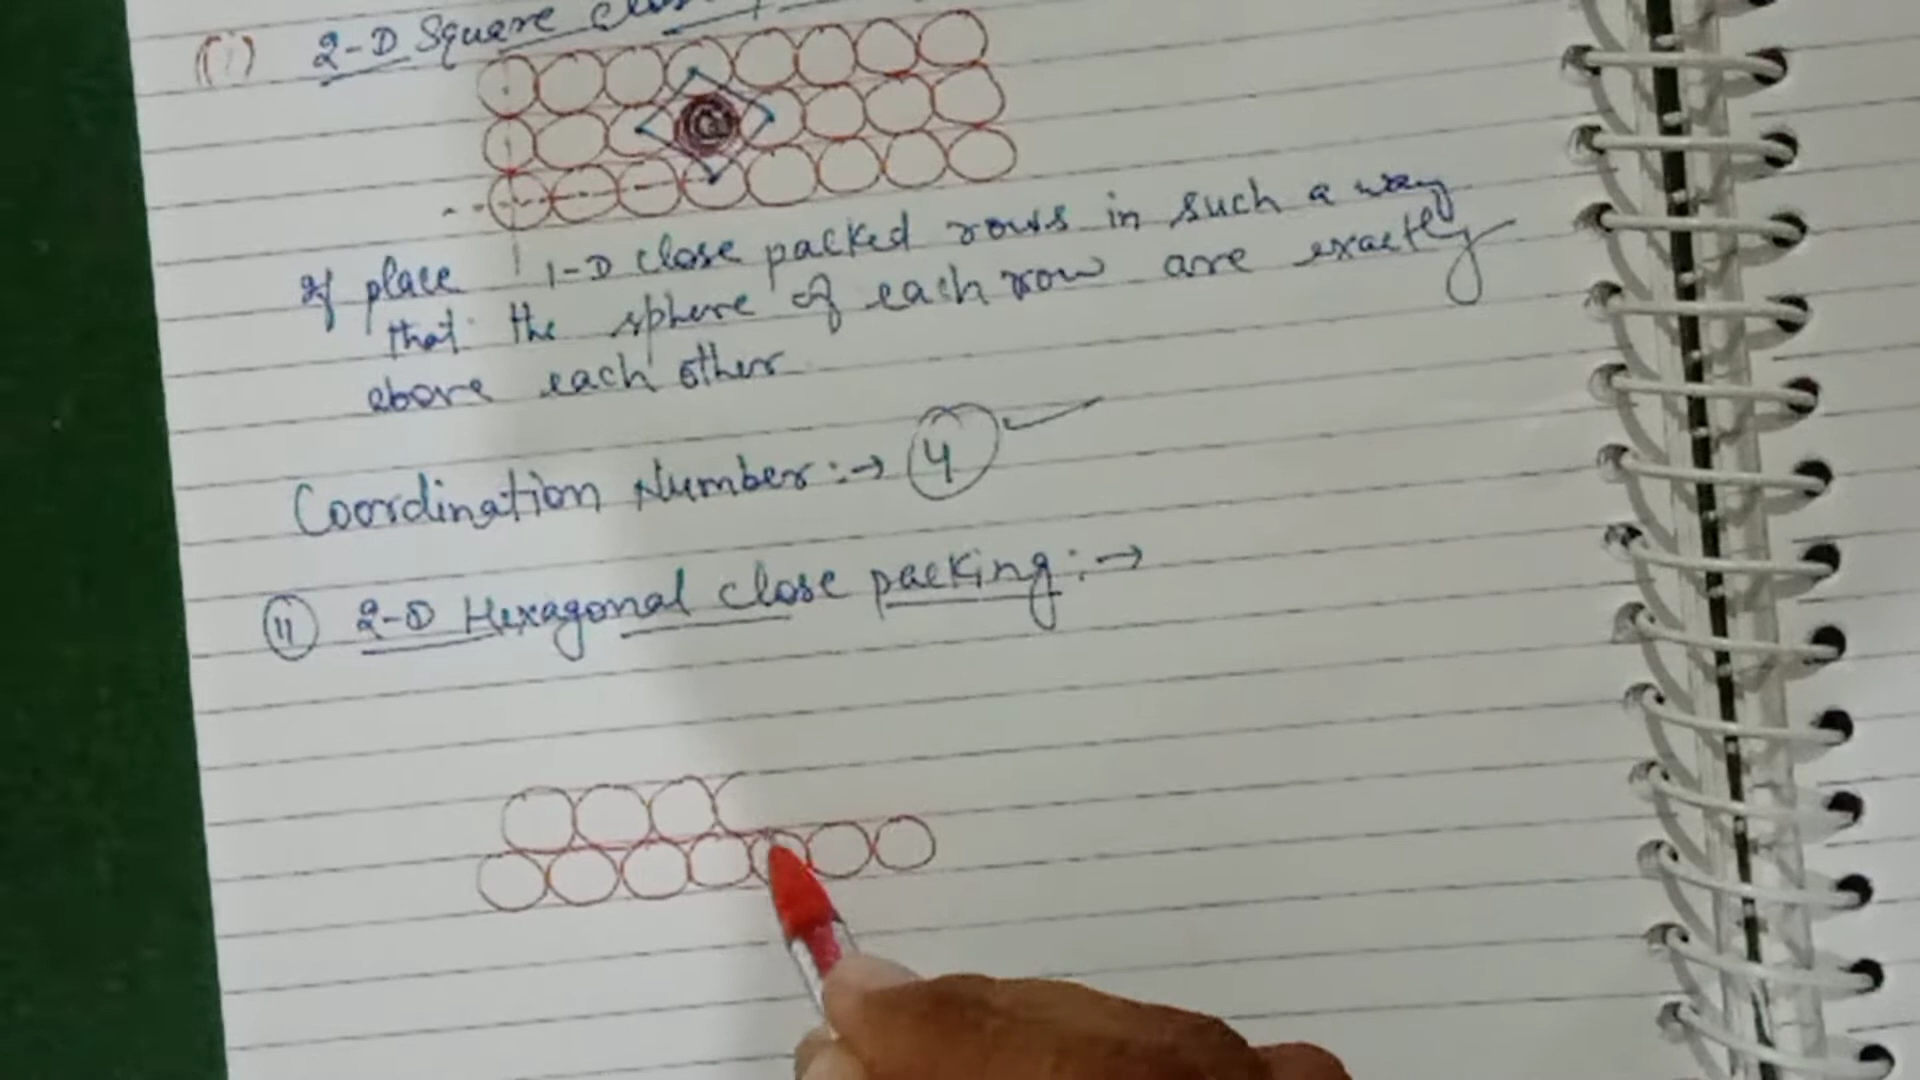 (i) 2-D Square
If place 1-D close packed rows in such a way
that the sphere of each row are exactly
above each other
Coordination Number :→ 4
(ii) 2-D Hexagonal close packing :→